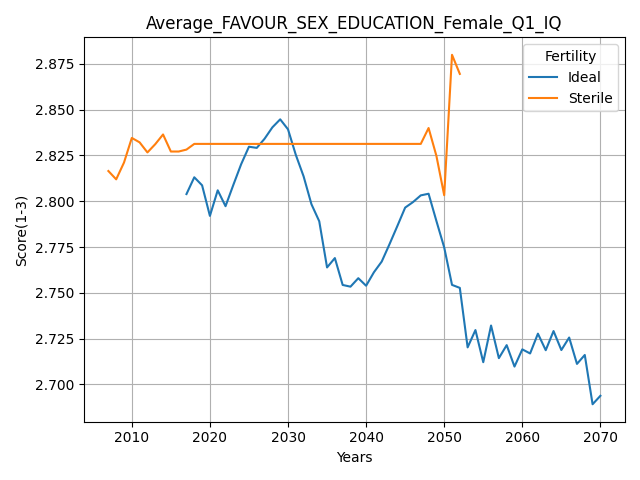 Average_FAVOUR_SEX_EDUCATION_Female_Q1_IQ
Fertility
Ideal
Sterile
Score(1-3)
2.875
2.850
2.825
2.800
2.775
2.750
2.725
2.700
2010 2020 2030 2040 2050 2060 2070
Years